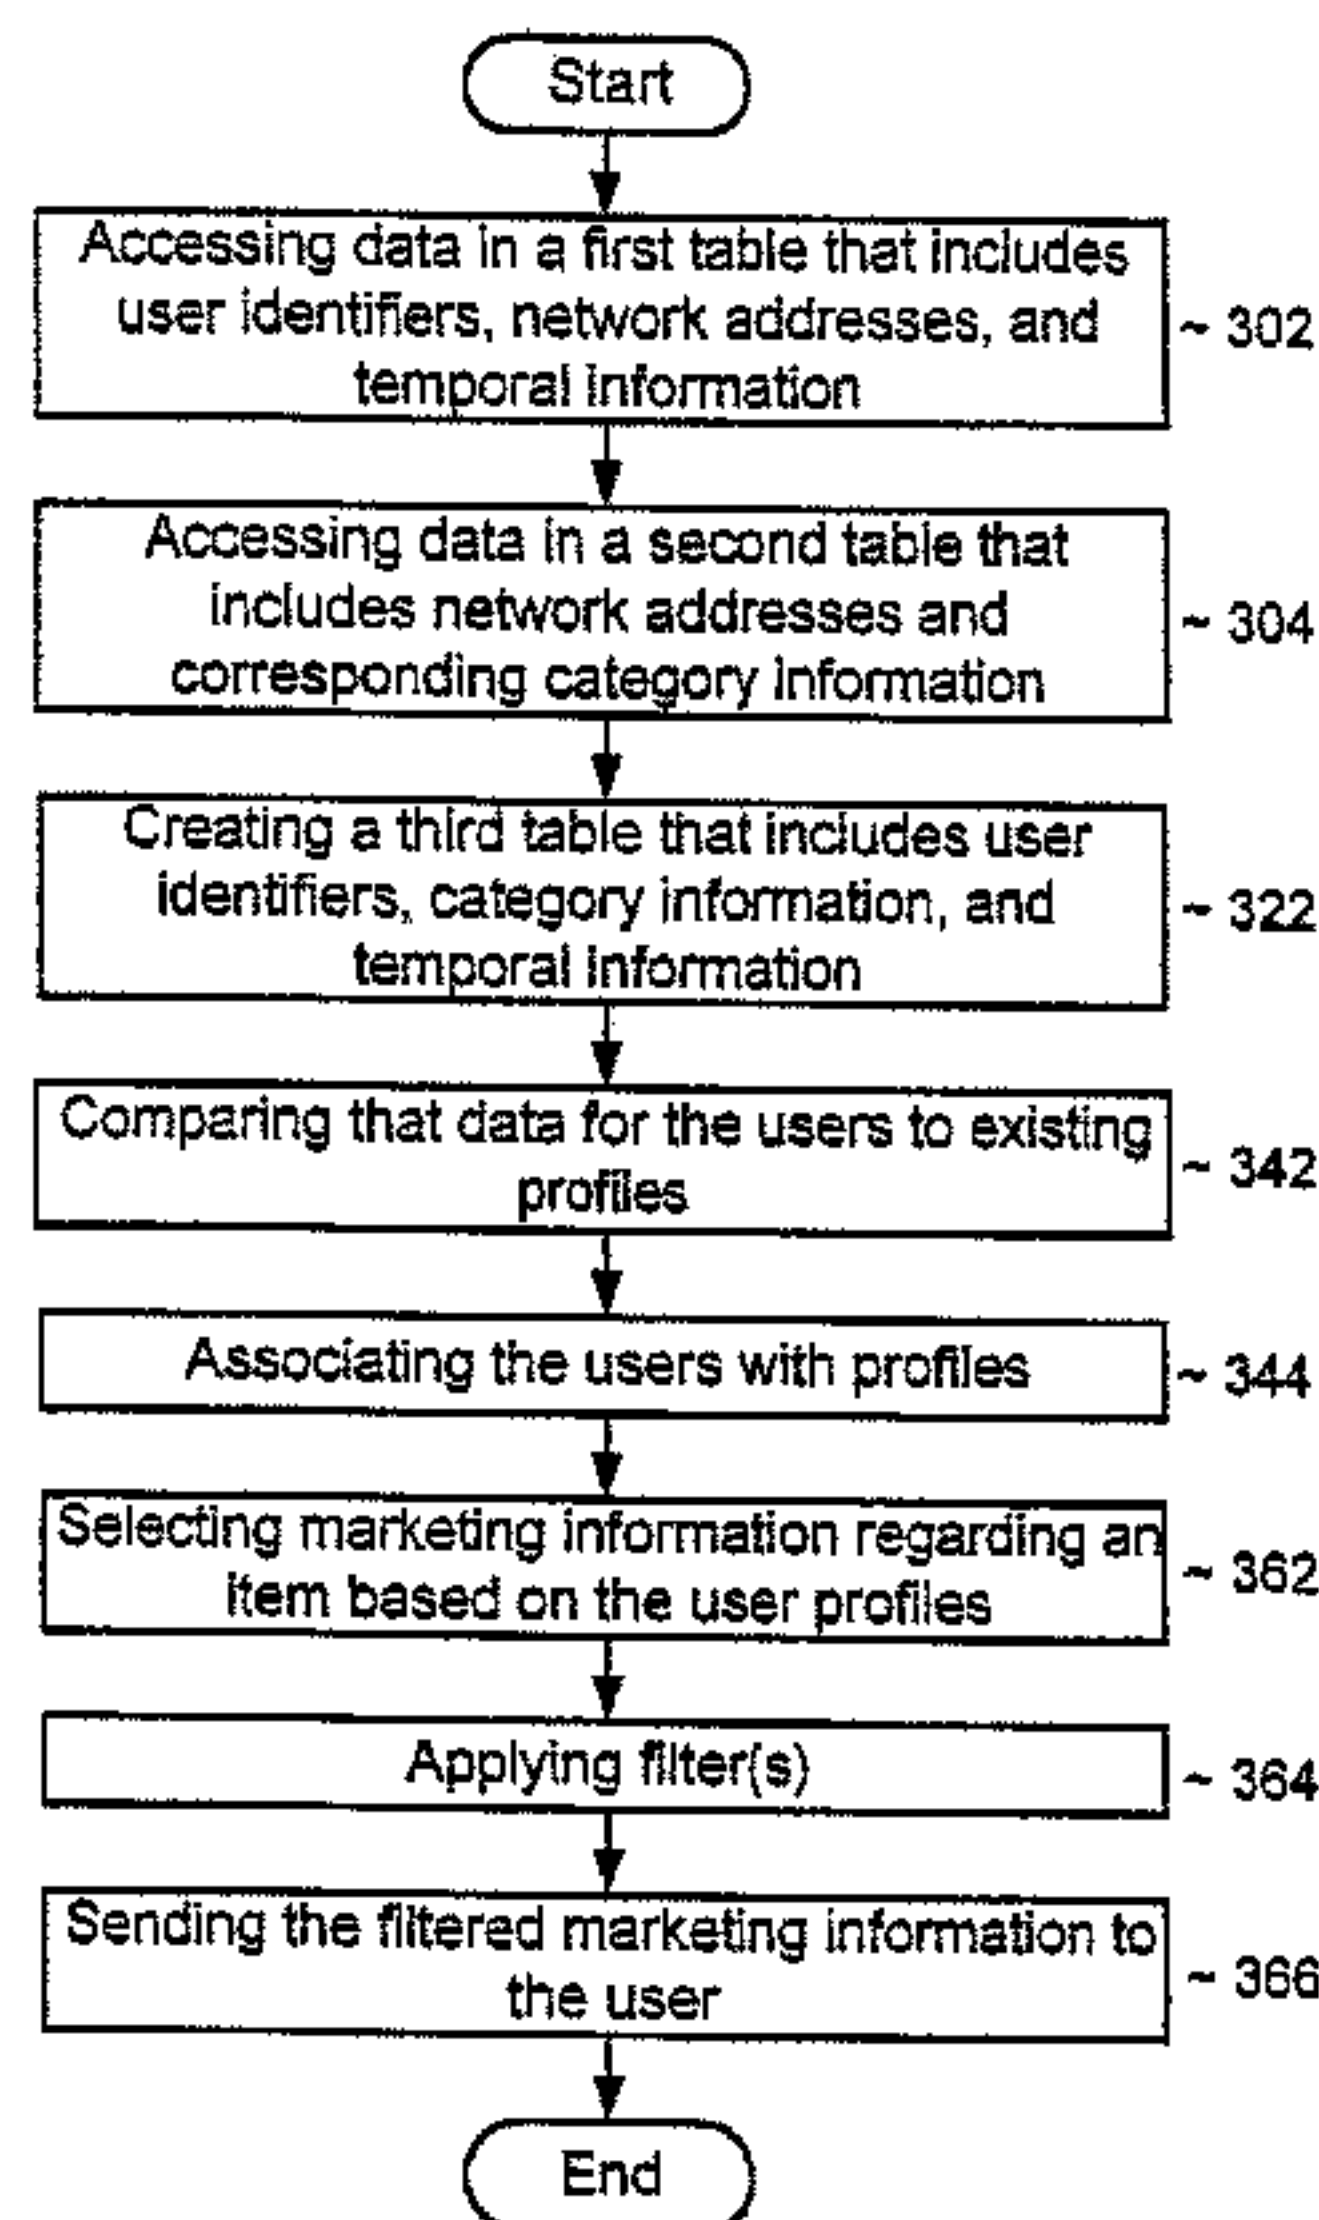 Start
Accessing data in a first table that includes
user identifiers, network addresses, and
temporal information
~ 302
Accessing data in a second table that
includes network addresses and
corresponding category information
~ 304
Creating a third table that includes user
identifiers, category information, and
temporal information
~ 322
Comparing that data for the users to existing
profiles
~ 342
Associating the users with profiles
~ 344
Selecting marketing information regarding an
item based on the user profiles
~ 362
Applying filter(s)
~ 364
Sending the filtered marketing information to
the user
~ 366
End